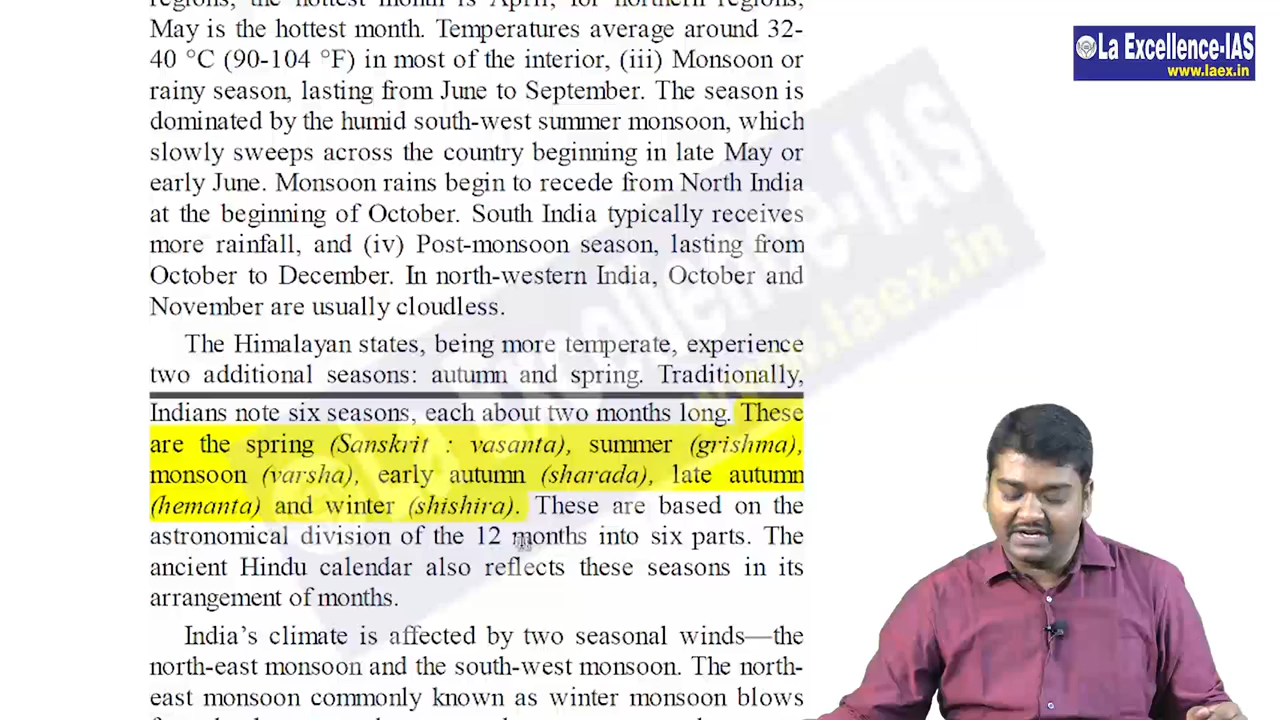 regions, the hottest month is April; for northern regions,
May is the hottest month. Temperatures average around 32-
40 °C (90-104 °F) in most of the interior, (iii) Monsoon or
rainy season, lasting from June to September. The season is
dominated by the humid south-west summer monsoon, which
slowly sweeps across the country beginning in late May or
early June. Monsoon rains begin to recede from North India
at the beginning of October. South India typically receives
more rainfall, and (iv) Post-monsoon season, lasting from
October to December. In north-western India, October and
November are usually cloudless.
The Himalayan states, being more temperate, experience
two additional seasons: autumn and spring. Traditionally,
Indians note six seasons, each about two months long. These
are the spring (Sanskrit : vasanta), summer (grishma),
monsoon (varsha), early autumn (sharada), late autumn
(hemanta) and winter (shishira). These are based on the
astronomical division of the 12 months into six parts. The
ancient Hindu calendar also reflects these seasons in its
arrangement of months.
India's climate is affected by two seasonal winds—the
north-east monsoon and the south-west monsoon. The north-
east monsoon commonly known as winter monsoon blows
La Excellence-IAS
www.laex.in
@La Excellence-IAS
www.laex.in